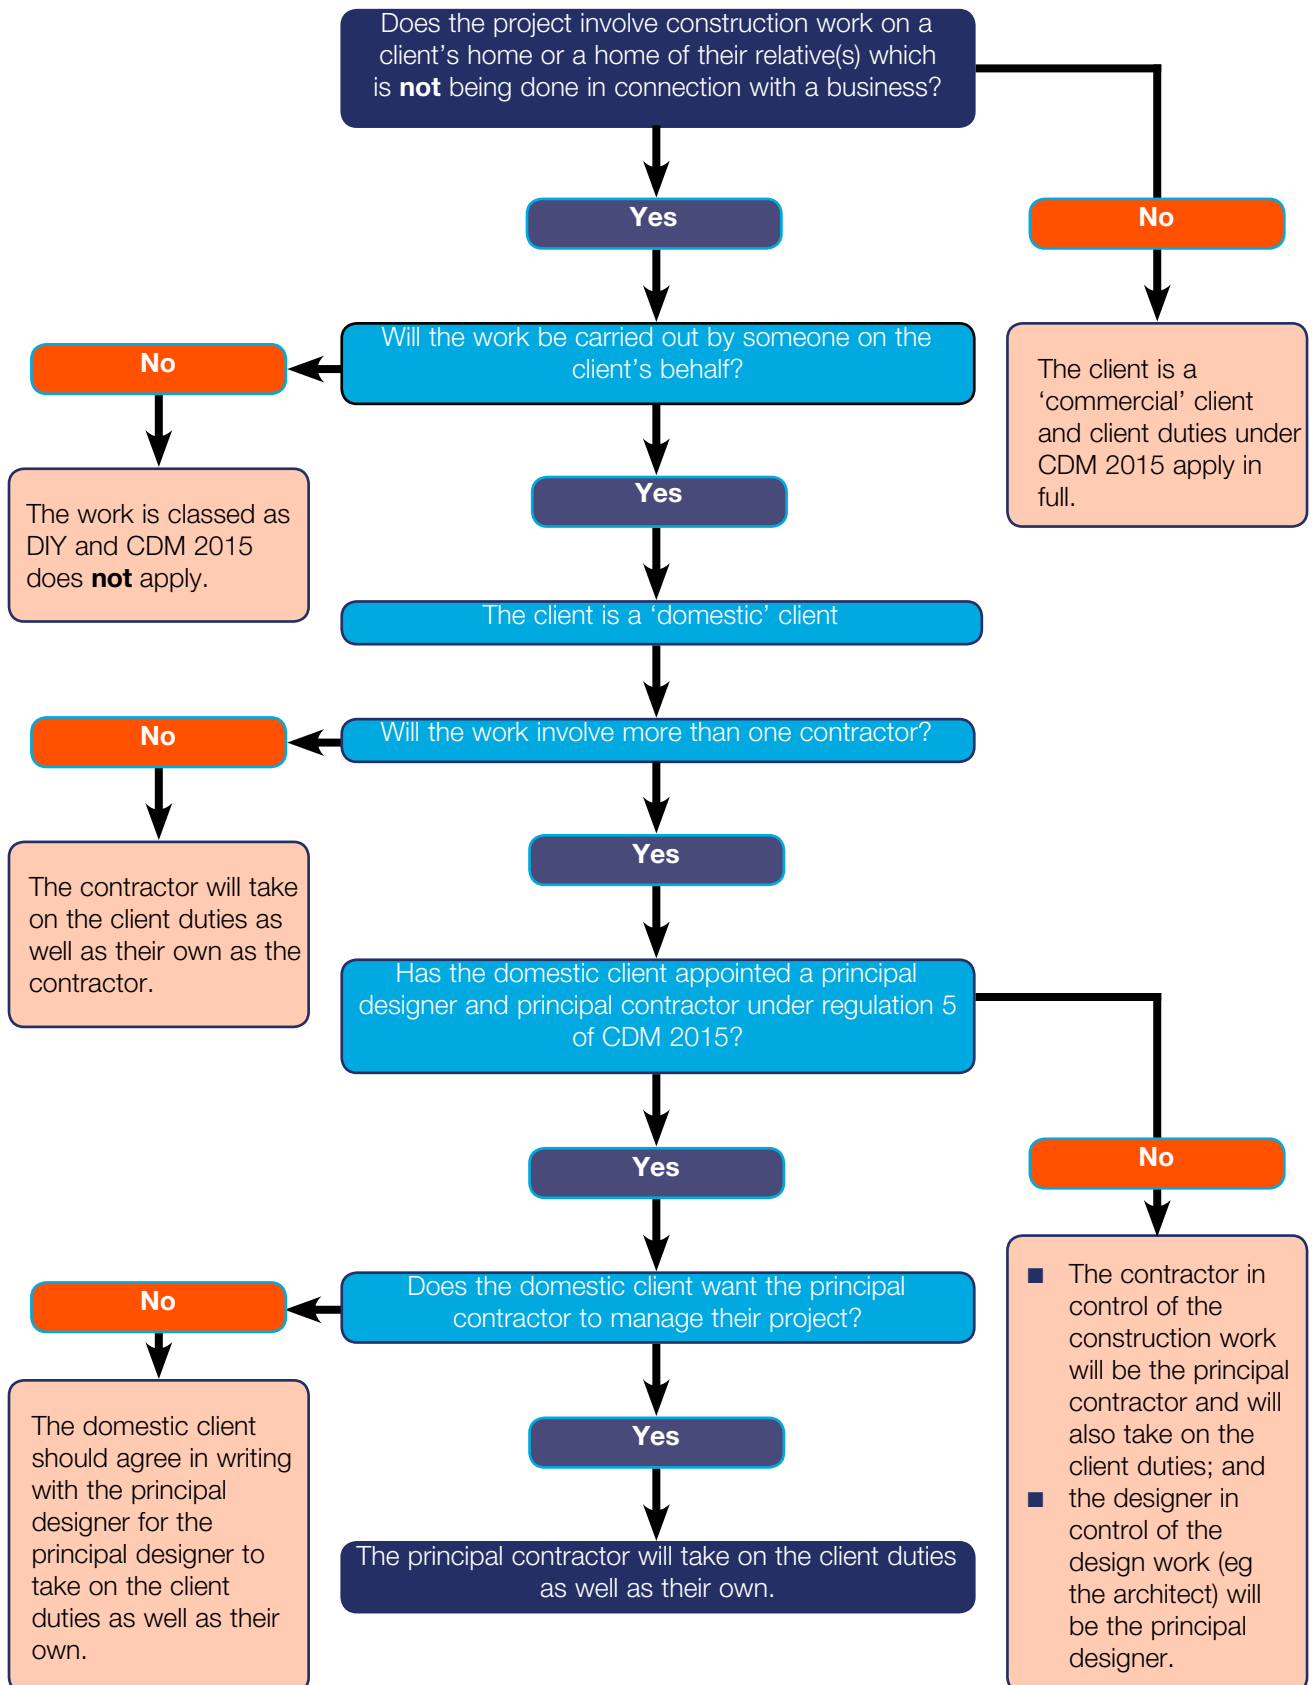 Does the project involve construction work on a
client’s home or a home of their relative(s) which
is not being done in connection with a business?
Yes
No
Will the work be carried out by someone on the
client’s behalf?
No
The client is a
‘commercial’ client
and client duties under
CDM 2015 apply in
full.
Yes
The work is classed as
DIY and CDM 2015
does not apply.
The client is a ‘domestic’ client
Will the work involve more than one contractor?
No
Yes
The contractor will take
on the client duties as
well as their own as the
contractor.
Has the domestic client appointed a principal
designer and principal contractor under regulation 5
of CDM 2015?
Yes
No
Does the domestic client want the principal
contractor to manage their project?
No
■ The contractor in
control of the
construction work
will be the principal
contractor and will
also take on the
client duties; and
■ the designer in
control of the
design work (eg
the architect) will
be the principal
designer.
Yes
The domestic client
should agree in writing
with the principal
designer for the
principal designer to
take on the client
duties as well as their
own.
The principal contractor will take on the client duties
as well as their own.